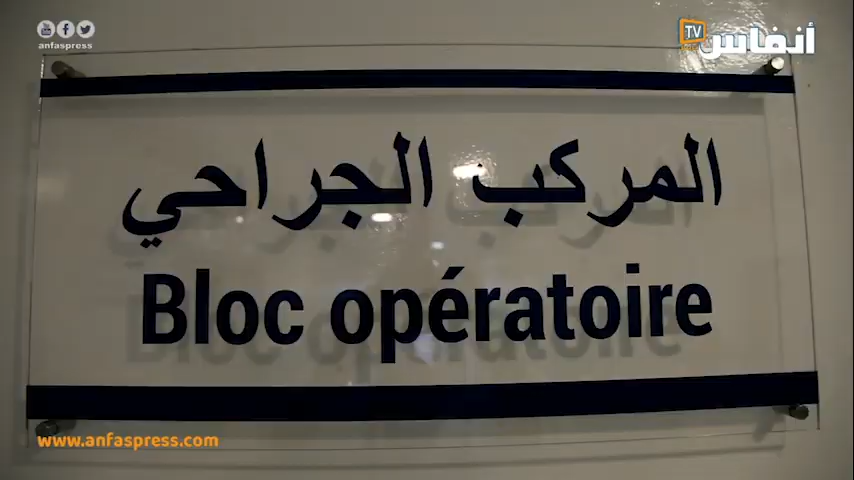 anfaspress
أنفاس TV
المركب الجراحي
Bloc opératoire
www.anfaspress.com